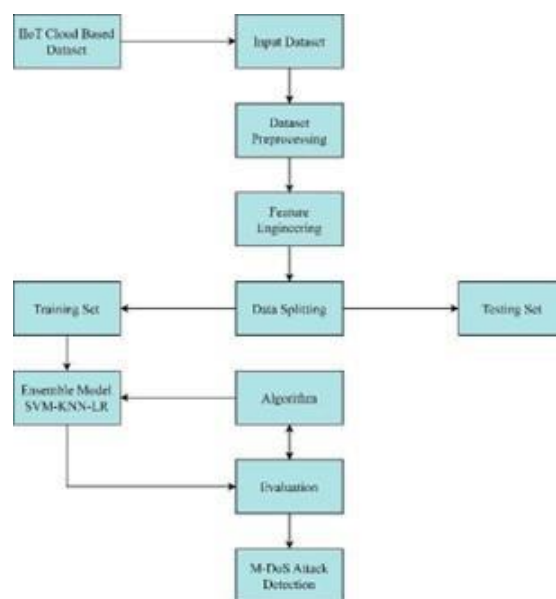 IIoT Cloud Based
Dataset
Input Dataset
Dataset
Preprocessing
Feature
Engineering
Training Set
Data Splitting
Testing Set
Ensemble Model
SVM-KNN-LR
Algorithm
Evaluation
M-DoS Attack
Detection